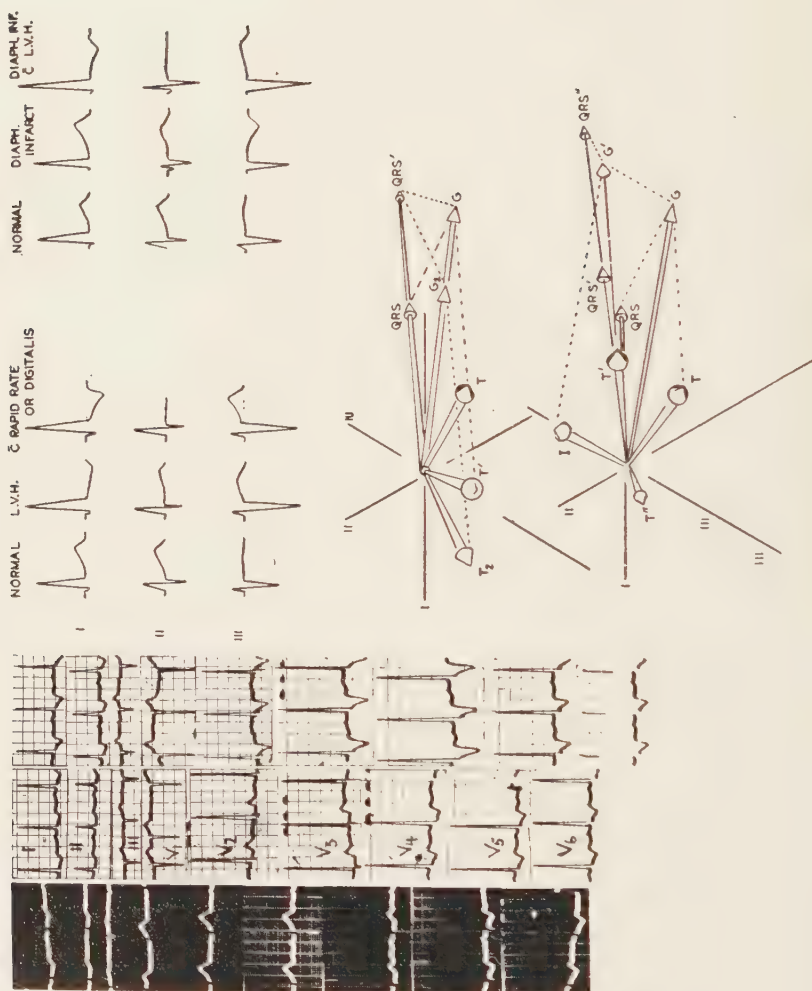 NORMAL
L.V.H.
C̄ RAPID RATE
OR DIGITALIS
NORMAL
DIAPH.
INFARCT
DIAPH. INF.
C̄ L.V.H.
I
II
III
I
II
III
V1
V2
V3
V4
V5
V6
II
QRS
QRS'
G
G2
I
T
T'
T2
QRS"
G'
QRS'
QRS
G
I
T'
II
T
I
T"
III
III